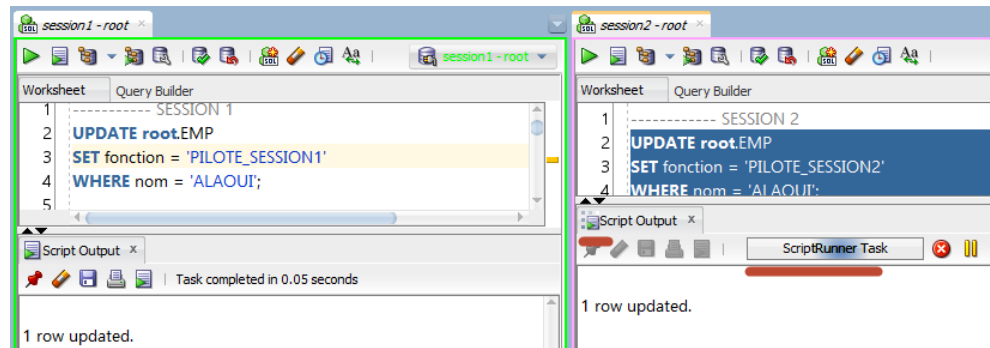 session1 - root
Worksheet Query Builder
session1 - root
1 ----------- SESSION 1
2 UPDATE root.EMP
3 SET fonction = 'PILOTE_SESSION1'
4 WHERE nom = 'ALAOUI';
5
Script Output x
Task completed in 0.05 seconds
1 row updated.
session2 - root
Worksheet Query Builder
1 ------------ SESSION 2
2 UPDATE root.EMP
3 SET fonction = 'PILOTE_SESSION2'
4 WHERE nom = 'ALAOUI';
Script Output x
ScriptRunner Task
1 row updated.